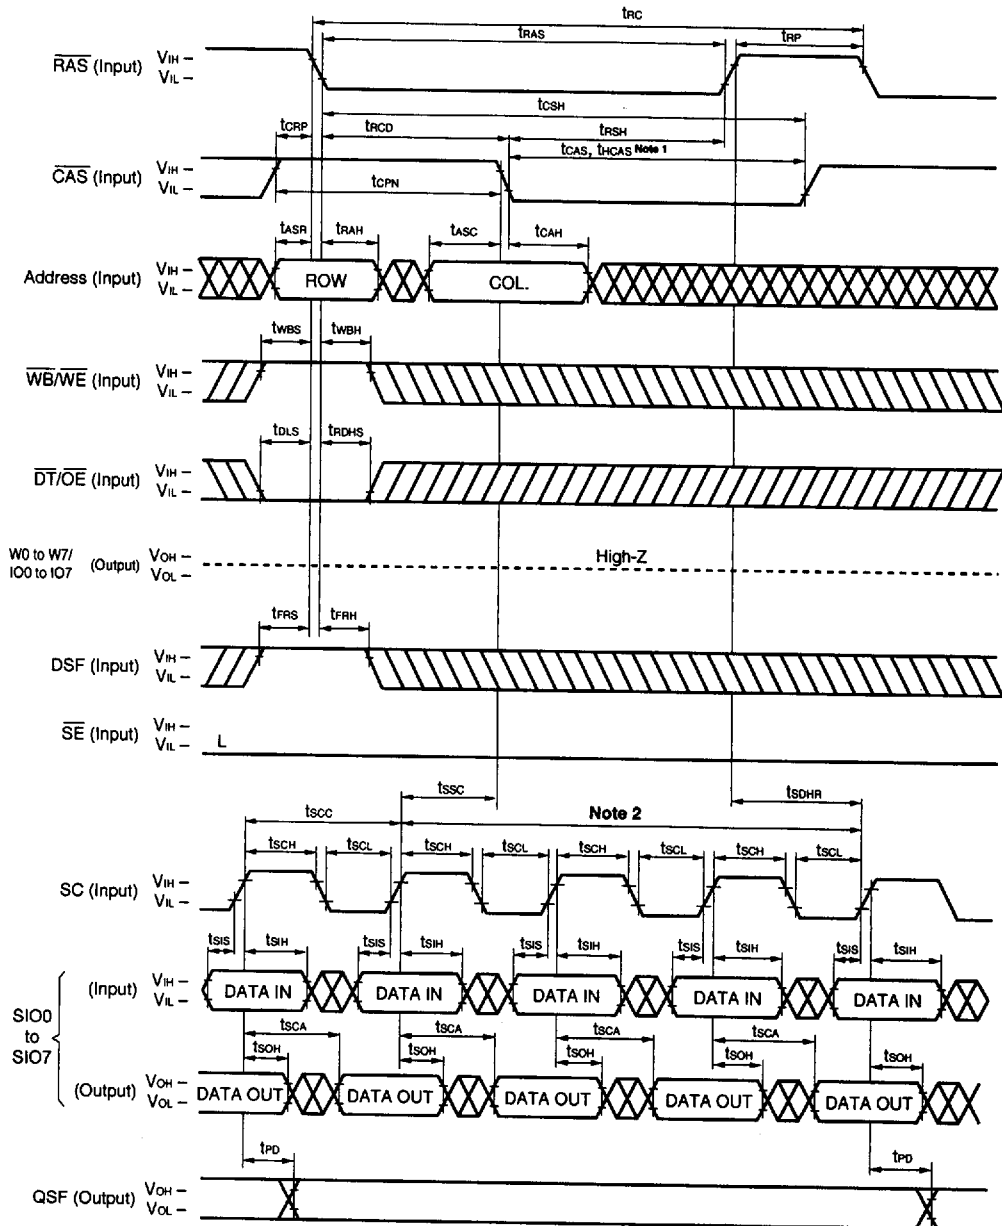 tRC
tRAS tRP
RAS (Input) VIH –
VIL –
tCSH
tCRP tRCD tRSH
tCAS, tHCAS Note 1
CAS (Input) VIH –
VIL –
tCPN
tASR tRAH tASC tCAH
Address (Input) VIH –
VIL –
ROW COL.
tWBS tWBH
WB/WE (Input) VIH –
VIL –
tDLS tRDHS
DT/OE (Input) VIH –
VIL –
W0 to W7/
IO0 to IO7 (Output) VOH –
VOL –
High-Z
tFRS tFRH
DSF (Input) VIH –
VIL –
SE (Input) VIH –
VIL –
L
tSSC tSDHR
tSCC Note 2
tSCH tSCL tSCH tSCL tSCH tSCL tSCH tSCL
SC (Input) VIH –
VIL –
tSIS tSIH tSIS tSIH tSIS tSIH tSIS tSIH tSIS tSIH
SIO0
to
SIO7
(Input) VIH –
VIL –
DATA IN DATA IN DATA IN DATA IN DATA IN
tSCA tSCA tSCA tSCA
tSOH tSOH tSOH tSOH tSOH
(Output) VOH –
VOL –
DATA OUT DATA OUT DATA OUT DATA OUT DATA OUT
tPD tPD
QSF (Output) VOH –
VOL –